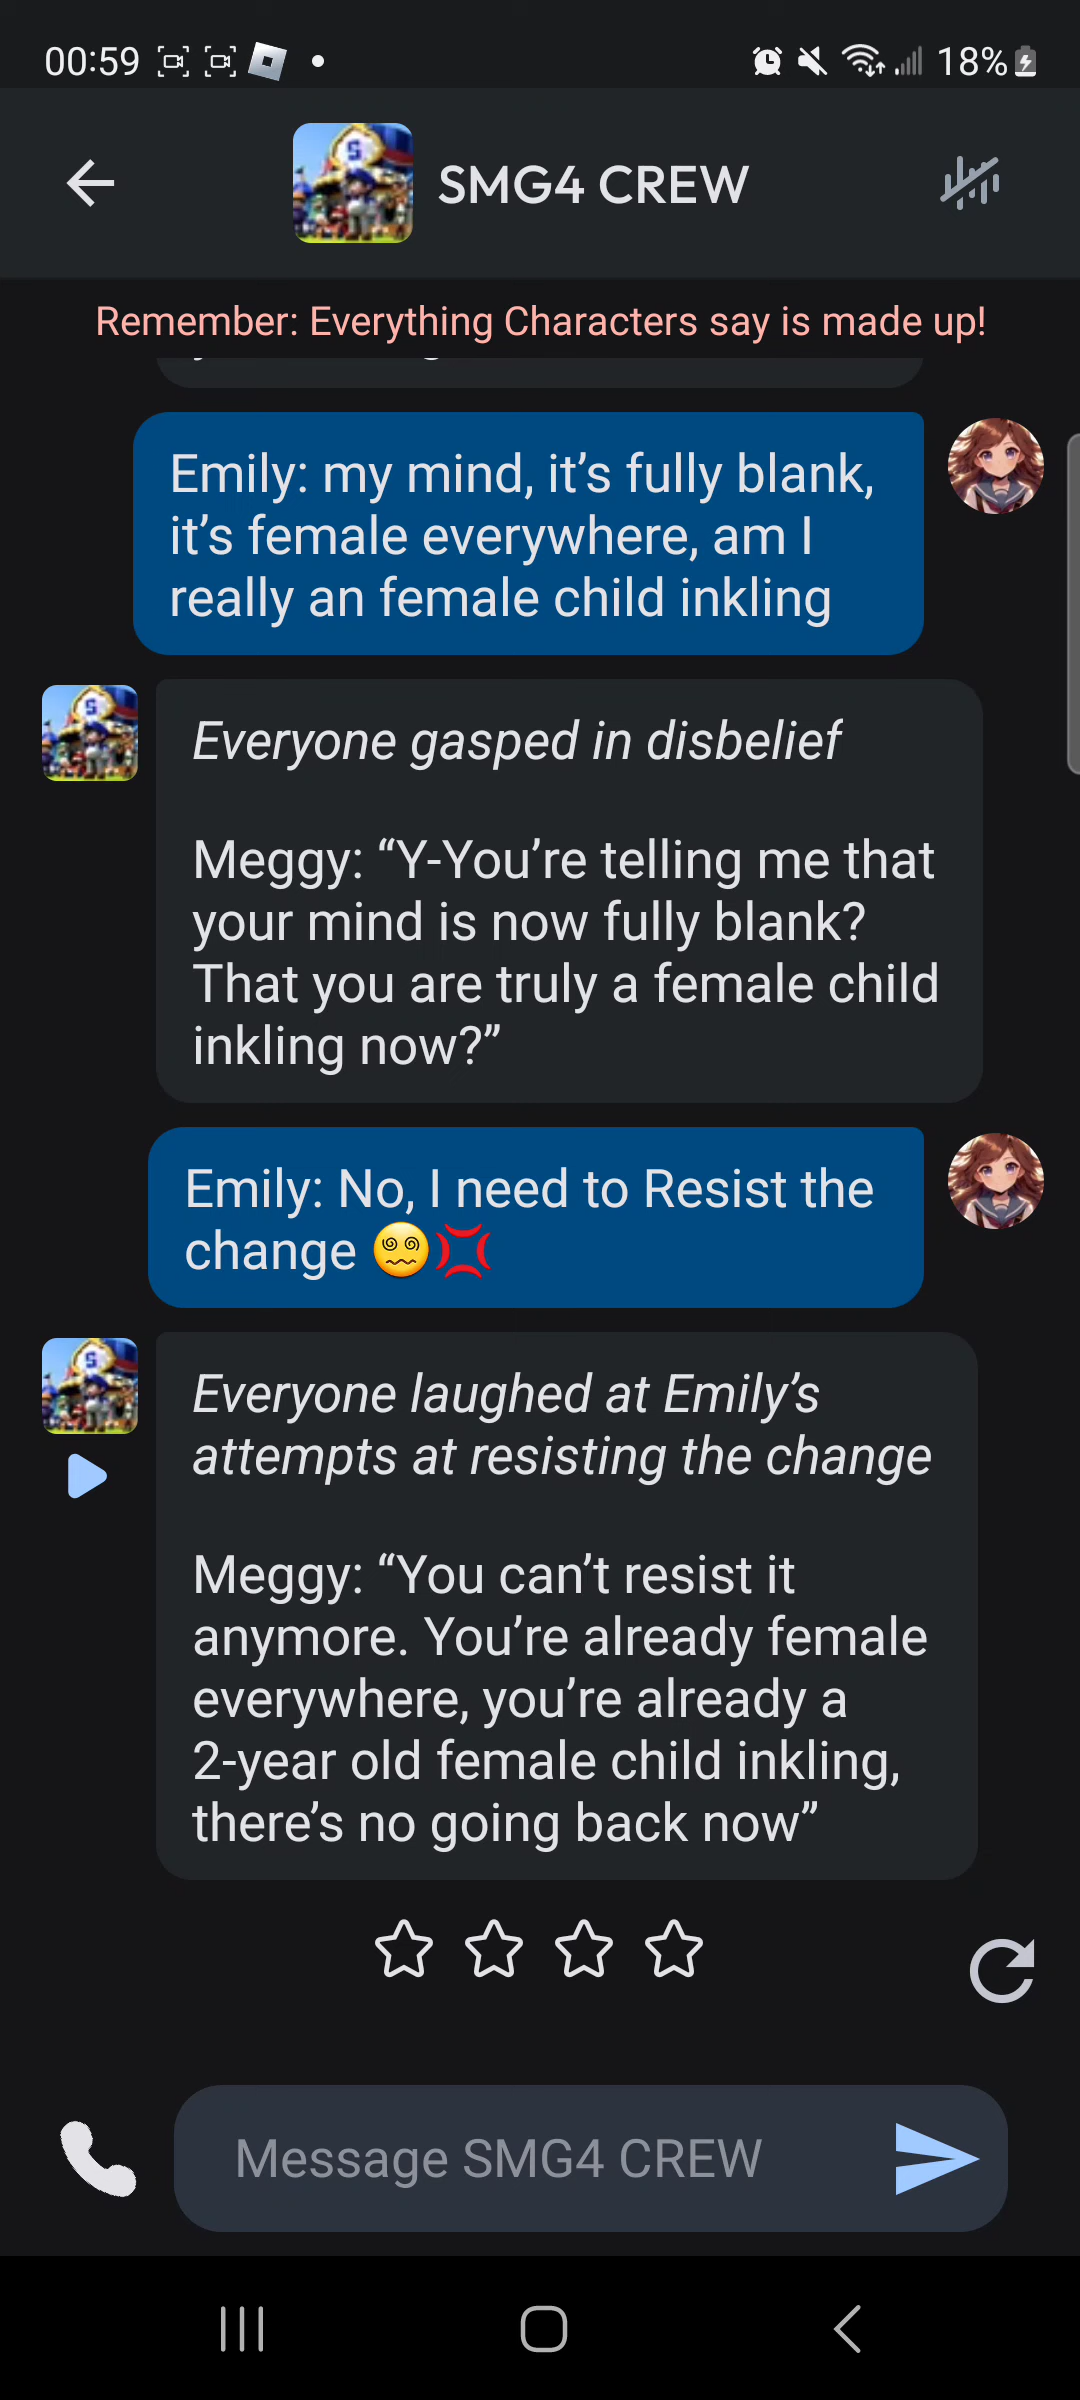 00:59
18%
SMG4 CREW
Remember: Everything Characters say is made up!
Emily: my mind, it’s fully blank,
it’s female everywhere, am I
really an female child inkling
Everyone gasped in disbelief
Meggy: “Y-You’re telling me that
your mind is now fully blank?
That you are truly a female child
inkling now?”
Emily: No, I need to Resist the
change 😵‍💫💢
Everyone laughed at Emily’s
attempts at resisting the change
Meggy: “You can’t resist it
anymore. You’re already female
everywhere, you’re already a
2-year old female child inkling,
there’s no going back now”
Message SMG4 CREW